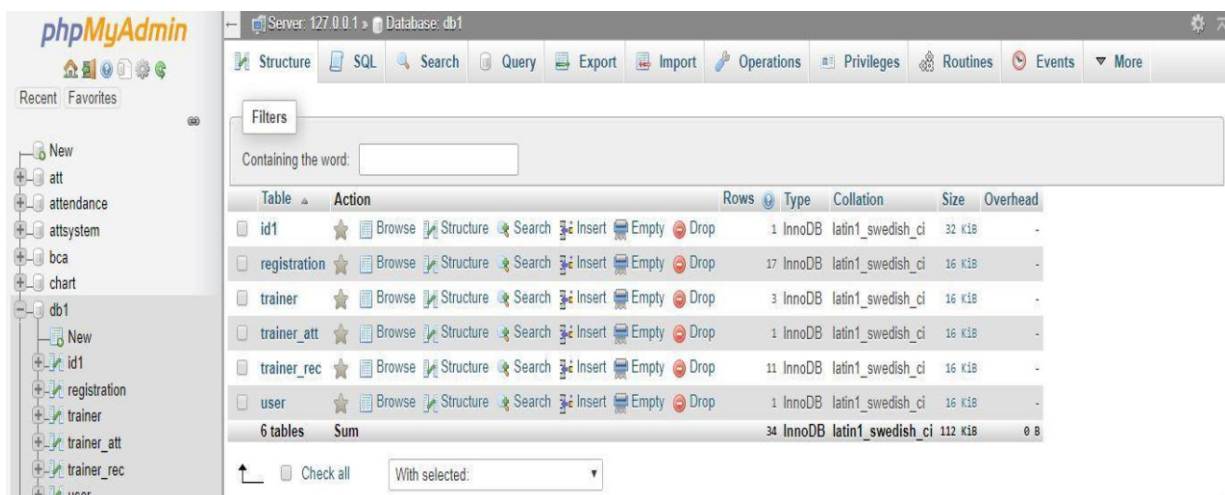 phpMyAdmin
Recent Favorites
New
att
attendance
attsystem
bca
chart
db1
New
id1
registration
trainer
trainer_att
trainer_rec
user
Server: 127.0.0.1 » Database: db1
Structure SQL Search Query Export Import Operations Privileges Routines Events More
Filters
Containing the word:
Table Action Rows Type Collation Size Overhead
id1 Browse Structure Search Insert Empty Drop 1 InnoDB latin1_swedish_ci 32 KiB -
registration Browse Structure Search Insert Empty Drop 17 InnoDB latin1_swedish_ci 16 KiB -
trainer Browse Structure Search Insert Empty Drop 3 InnoDB latin1_swedish_ci 16 KiB -
trainer_att Browse Structure Search Insert Empty Drop 1 InnoDB latin1_swedish_ci 16 KiB -
trainer_rec Browse Structure Search Insert Empty Drop 11 InnoDB latin1_swedish_ci 16 KiB -
user Browse Structure Search Insert Empty Drop 1 InnoDB latin1_swedish_ci 16 KiB -
6 tables Sum 34 InnoDB latin1_swedish_ci 112 KiB 0 B
Check all With selected: